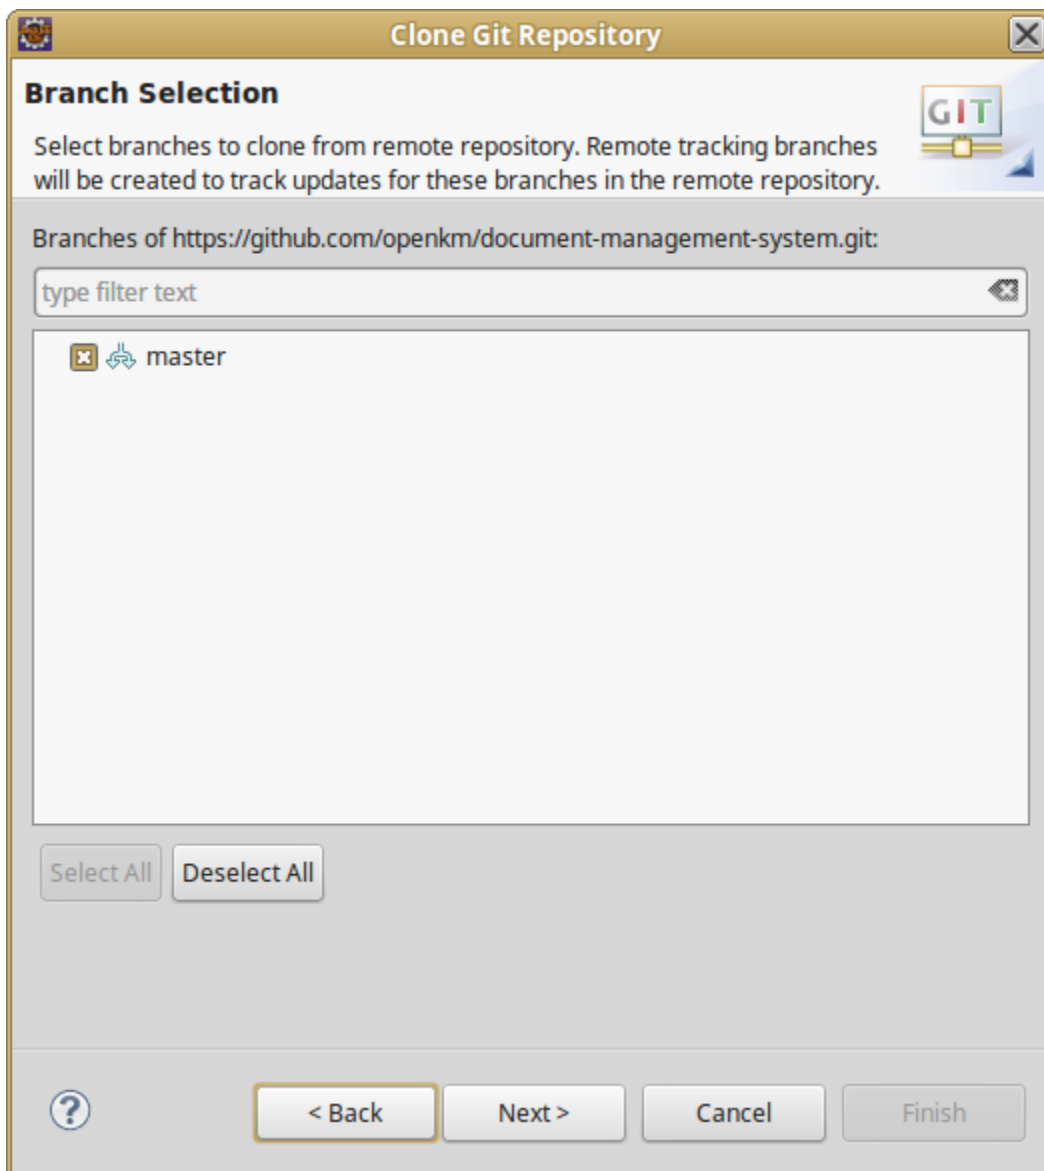 Clone Git Repository
Branch Selection
GIT
Select branches to clone from remote repository. Remote tracking branches
will be created to track updates for these branches in the remote repository.
Branches of https://github.com/openkm/document-management-system.git:
type filter text
master
Select All
Deselect All
?
< Back
Next >
Cancel
Finish